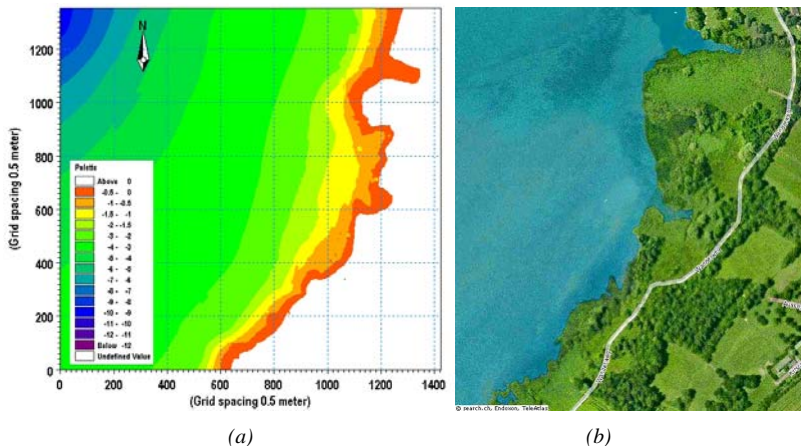 1200
1000
800
600
400
200
0
(Grid spacing 0.5 meter)
N
Palette
Above 0
-0.5 - 0
-1 - -0.5
-1.5 - -1
-2 - -1.5
-3 - -2
-4 - -3
-5 - -4
-6 - -5
-7 - -6
-8 - -7
-9 - -8
-10 - -9
-11 - -10
-12 - -11
Below -12
Undefined Value
0 200 400 600 800 1000 1200 1400
(Grid spacing 0.5 meter)
© search.ch, Endoxon, TeleAtlas
(a)
(b)